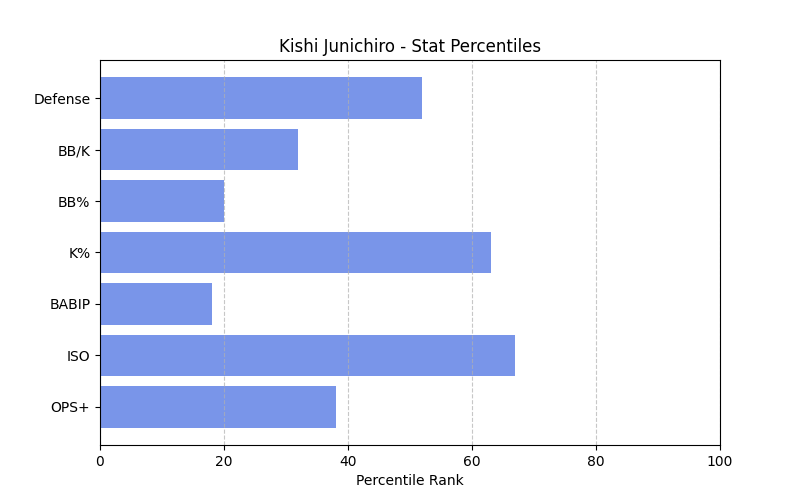 Kishi Junichiro - Stat Percentiles
Defense
BB/K
BB%
K%
BABIP
ISO
OPS+
0 20 40 60 80 100
Percentile Rank